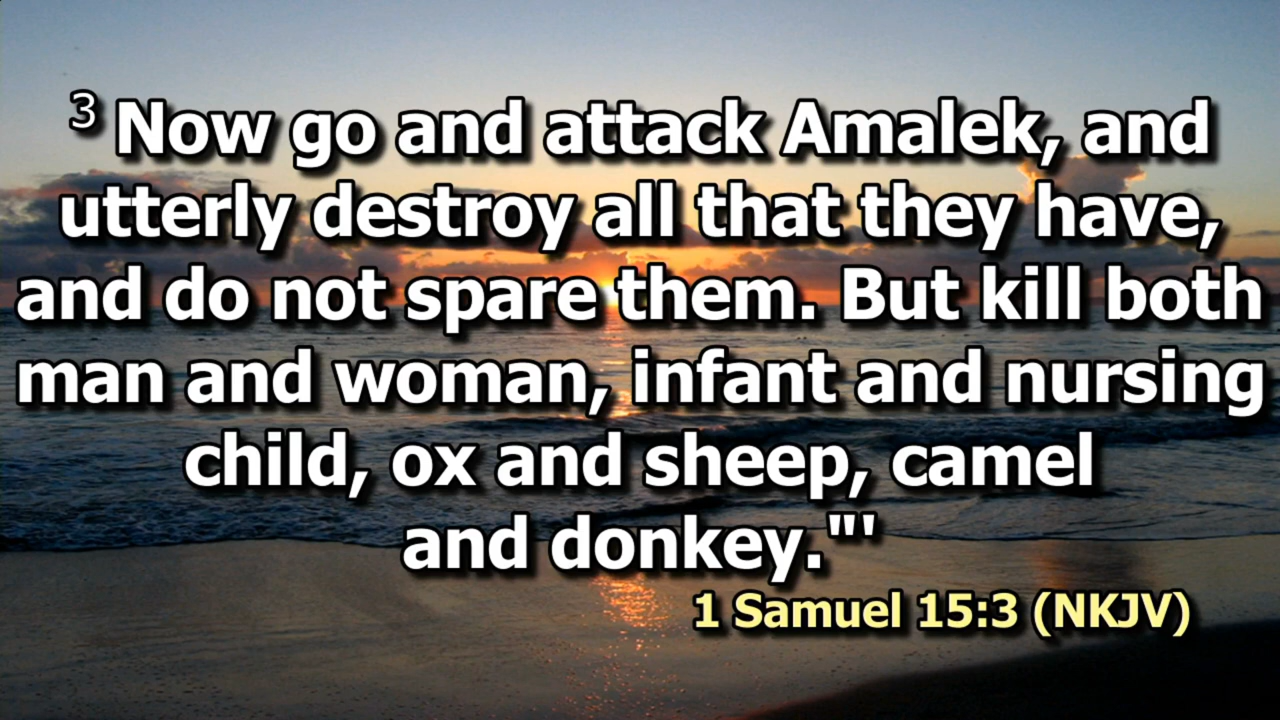 3 Now go and attack Amalek, and
utterly destroy all that they have,
and do not spare them. But kill both
man and woman, infant and nursing
child, ox and sheep, camel
and donkey."'
1 Samuel 15:3 (NKJV)